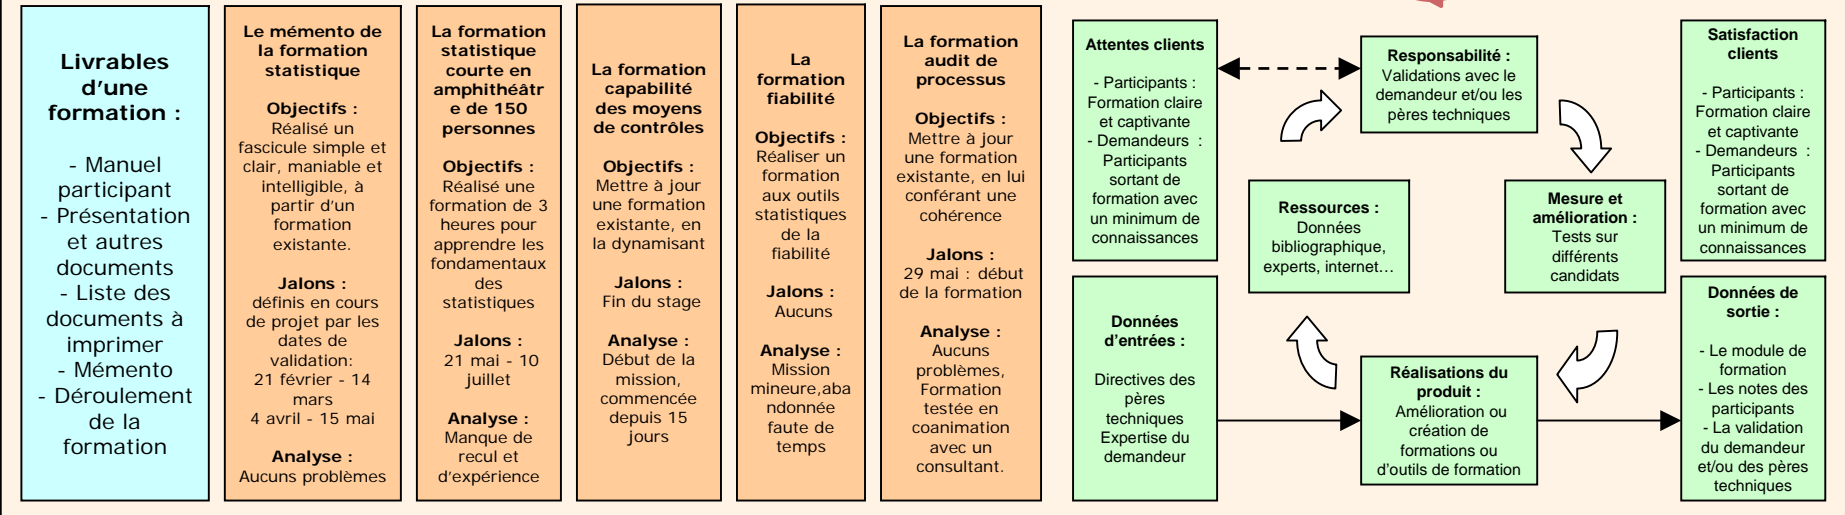 Livrables
d'une
formation :
- Manuel
participant
- Présentation
et autres
documents
- Liste des
documents à
imprimer
- Mémento
- Déroulement
de la
formation
Le mémento de
la formation
statistique
Objectifs :
Réalisé un
fascicule simple et
clair, maniable et
intelligible, à
partir d'un
formation
existante.
Jalons :
définis en cours
de projet par les
dates de
validation:
21 février - 14
mars
4 avril - 15 mai
Analyse :
Aucuns problèmes
La formation
statistique
courte en
amphithéâtr
e de 150
personnes
Objectifs :
Réalisé une
formation de 3
heures pour
apprendre les
fondamentaux
des
statistiques
Jalons :
21 mai - 10
juillet
Analyse :
Manque de
recul et
d'expérience
La formation
capabilité
des moyens
de contrôles
Objectifs :
Mettre à jour
une formation
existante, en
la dynamisant
Jalons :
Fin du stage
Analyse :
Début de la
mission,
commencée
depuis 15
jours
La
formation
fiabilité
Objectifs :
Réaliser un
formation
aux outils
statistiques
de la
fiabilité
Jalons :
Aucuns
Analyse :
Mission
mineure,aba
ndonnée
faute de
temps
La formation
audit de
processus
Objectifs :
Mettre à jour
une formation
existante, en lui
conférant une
cohérence
Jalons :
29 mai : début
de la formation
Analyse :
Aucuns
problèmes,
Formation
testée en
coanimation
avec un
consultant.
Attentes clients
- Participants :
Formation claire
et captivante
- Demandeurs :
Participants
sortant de
formation avec
un minimum de
connaissances
Données
d'entrées :
Directives des
pères
techniques
Expertise du
demandeur
Responsabilité :
Validations avec le
demandeur et/ou les
pères techniques
Ressources :
Données
bibliographique,
experts, internet…
Mesure et
amélioration :
Tests sur
différents
candidats
Réalisations du
produit :
Amélioration ou
création de
formations ou
d'outils de formation
Satisfaction
clients
- Participants :
Formation claire
et captivante
- Demandeurs :
Participants
sortant de
formation avec
un minimum de
connaissances
Données de
sortie :
- Le module de
formation
- Les notes des
participants
- La validation
du demandeur
et/ou des pères
techniques